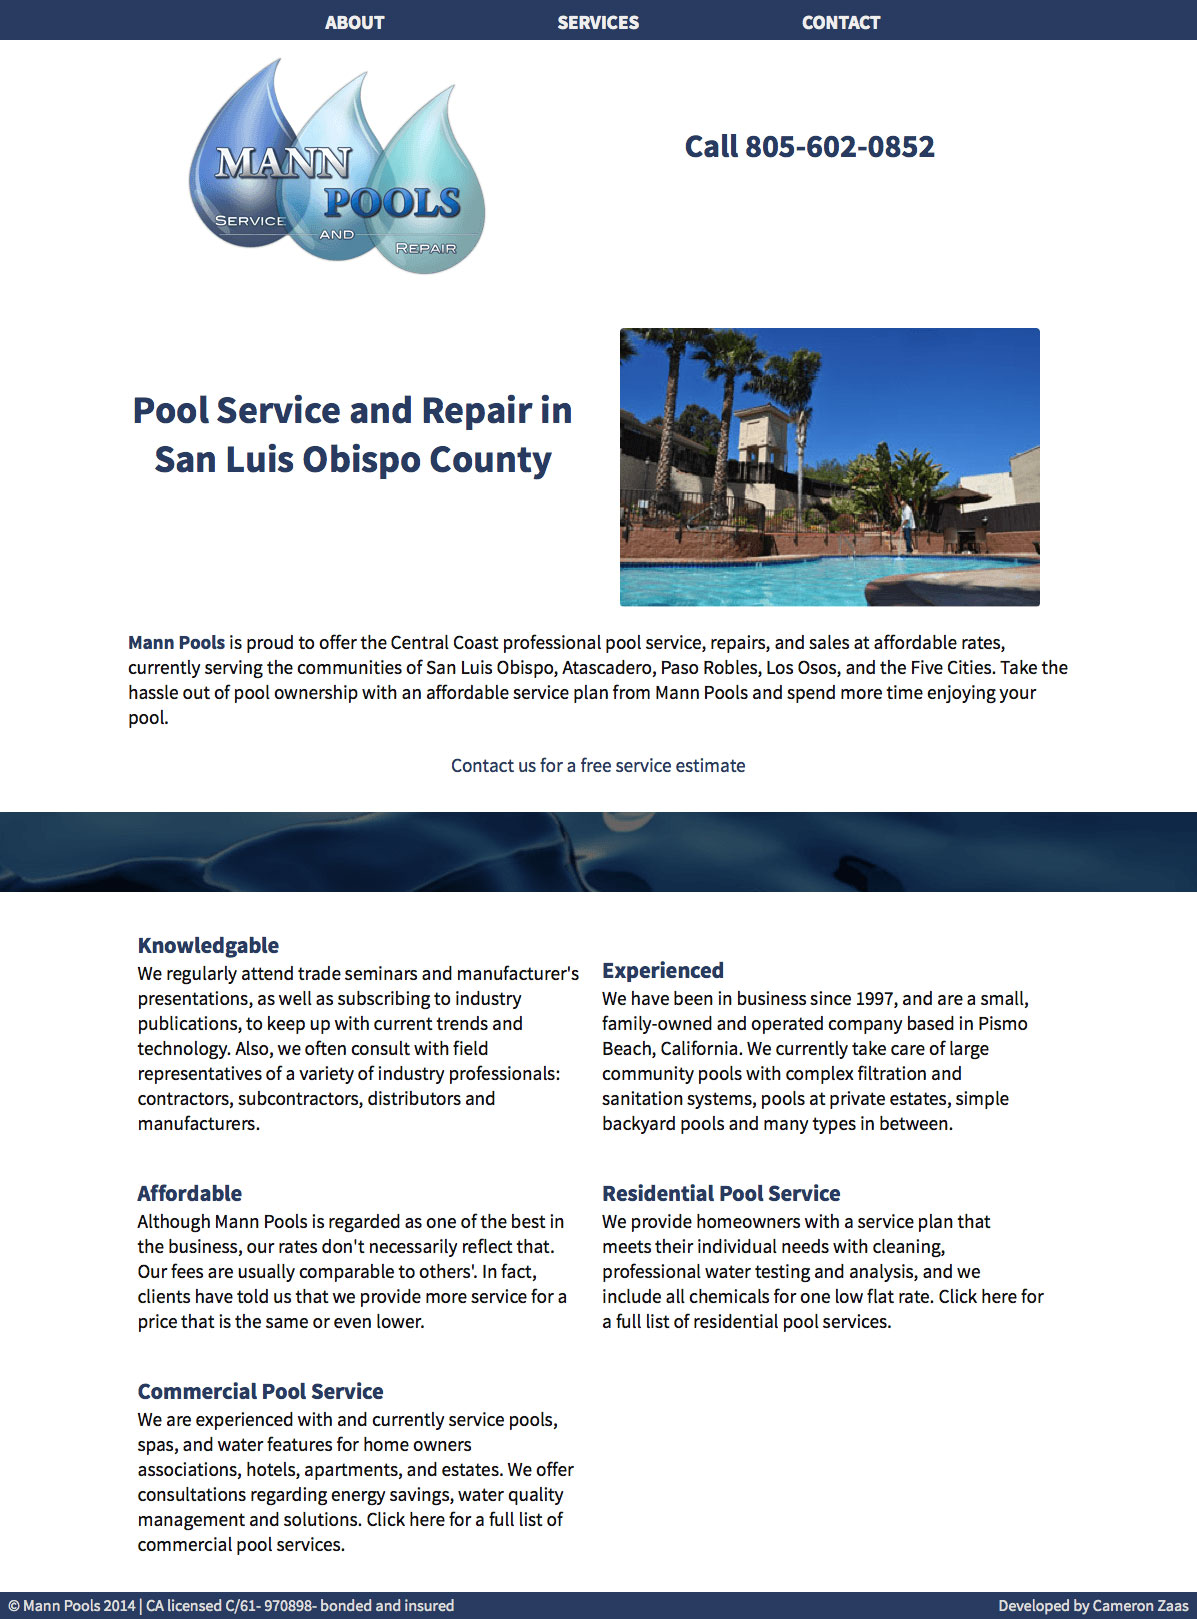 ABOUT SERVICES CONTACT
MANN
POOLS
SERVICE
AND
REPAIR
Call 805-602-0852
Pool Service and Repair in
San Luis Obispo County
Mann Pools is proud to offer the Central Coast professional pool service, repairs, and sales at affordable rates,
currently serving the communities of San Luis Obispo, Atascadero, Paso Robles, Los Osos, and the Five Cities. Take the
hassle out of pool ownership with an affordable service plan from Mann Pools and spend more time enjoying your
pool.
Contact us for a free service estimate
Knowledgable
We regularly attend trade seminars and manufacturer's
presentations, as well as subscribing to industry
publications, to keep up with current trends and
technology. Also, we often consult with field
representatives of a variety of industry professionals:
contractors, subcontractors, distributors and
manufacturers.
Experienced
We have been in business since 1997, and are a small,
family-owned and operated company based in Pismo
Beach, California. We currently take care of large
community pools with complex filtration and
sanitation systems, pools at private estates, simple
backyard pools and many types in between.
Affordable
Although Mann Pools is regarded as one of the best in
the business, our rates don't necessarily reflect that.
Our fees are usually comparable to others'. In fact,
clients have told us that we provide more service for a
price that is the same or even lower.
Residential Pool Service
We provide homeowners with a service plan that
meets their individual needs with cleaning,
professional water testing and analysis, and we
include all chemicals for one low flat rate. Click here for
a full list of residential pool services.
Commercial Pool Service
We are experienced with and currently service pools,
spas, and water features for home owners
associations, hotels, apartments, and estates. We offer
consultations regarding energy savings, water quality
management and solutions. Click here for a full list of
commercial pool services.
© Mann Pools 2014 | CA licensed C/61- 970898- bonded and insured
Developed by Cameron Zaas